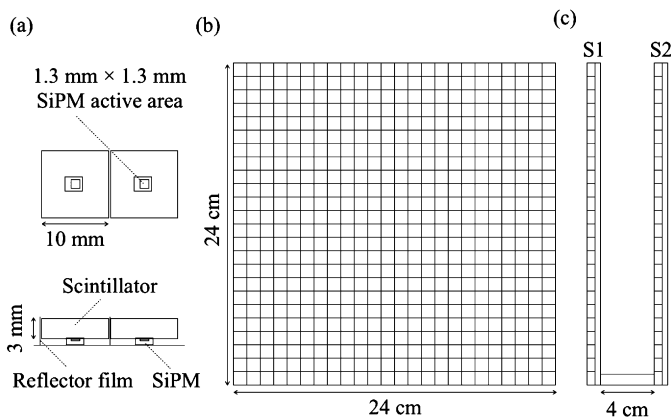 (a)
1.3 mm × 1.3 mm
SiPM active area
10 mm
Scintillator
3 mm
Reflector film
SiPM
(b)
24 cm
24 cm
(c)
S1
S2
4 cm